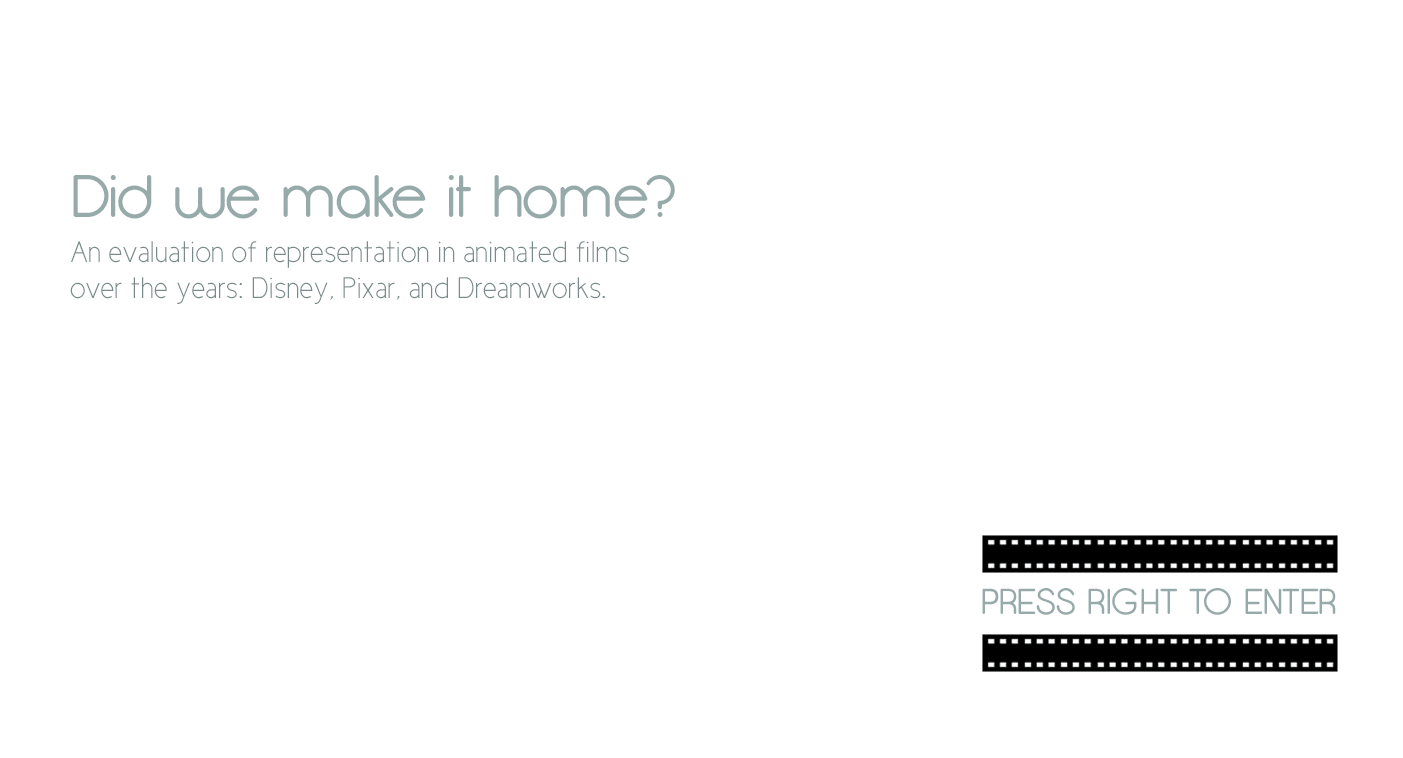 Did we make it home?
An evaluation of representation in animated films
over the years: Disney, Pixar, and Dreamworks.
PRESS RIGHT TO ENTER